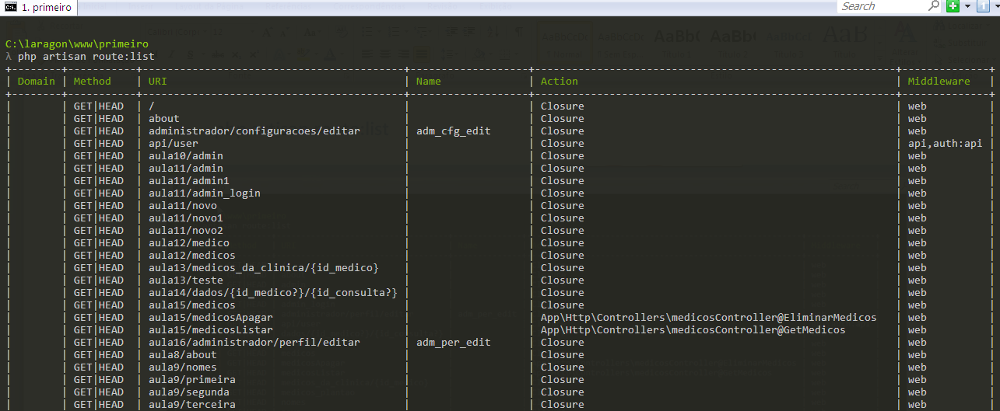 1. primeiro
Search
C:\laragon\www\primeiro
λ php artisan route:list
| Domain | Method | URI | Name | Action | Middleware |
| | GET|HEAD | / | | Closure | web |
| | GET|HEAD | about | | Closure | web |
| | GET|HEAD | administrador/configuracoes/editar | adm_cfg_edit | Closure | web |
| | GET|HEAD | api/user | | Closure | api,auth:api |
| | GET|HEAD | aula10/admin | | Closure | web |
| | GET|HEAD | aula11/admin | | Closure | web |
| | GET|HEAD | aula11/admin1 | | Closure | web |
| | GET|HEAD | aula11/admin_login | | Closure | web |
| | GET|HEAD | aula11/novo | | Closure | web |
| | GET|HEAD | aula11/novo1 | | Closure | web |
| | GET|HEAD | aula11/novo2 | | Closure | web |
| | GET|HEAD | aula12/medico | | Closure | web |
| | GET|HEAD | aula12/medicos | | Closure | web |
| | GET|HEAD | aula13/medicos_da_clinica/{id_medico} | | Closure | web |
| | GET|HEAD | aula13/teste | | Closure | web |
| | GET|HEAD | aula14/dados/{id_medico?}/{id_consulta?} | | Closure | web |
| | GET|HEAD | aula15/medicos | | Closure | web |
| | GET|HEAD | aula15/medicosApagar | | App\Http\Controllers\medicosController@EliminarMedicos | web |
| | GET|HEAD | aula15/medicosListar | | App\Http\Controllers\medicosController@GetMedicos | web |
| | GET|HEAD | aula16/administrador/perfil/editar | adm_per_edit | Closure | web |
| | GET|HEAD | aula8/about | | Closure | web |
| | GET|HEAD | aula9/nomes | | Closure | web |
| | GET|HEAD | aula9/primeira | | Closure | web |
| | GET|HEAD | aula9/segunda | | Closure | web |
| | GET|HEAD | aula9/terceira | | Closure | web |